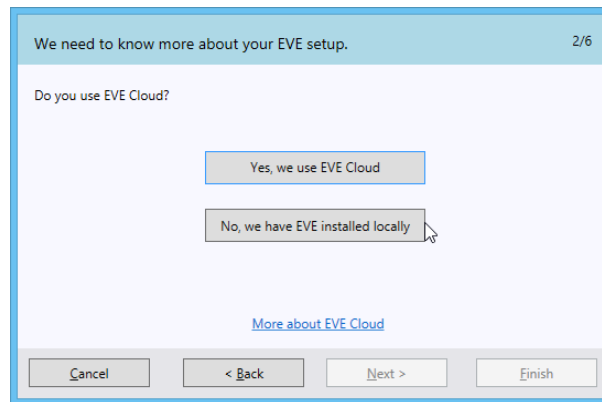 We need to know more about your EVE setup.
2/6
Do you use EVE Cloud?
Yes, we use EVE Cloud
No, we have EVE installed locally
More about EVE Cloud
Cancel
< Back
Next >
Finish